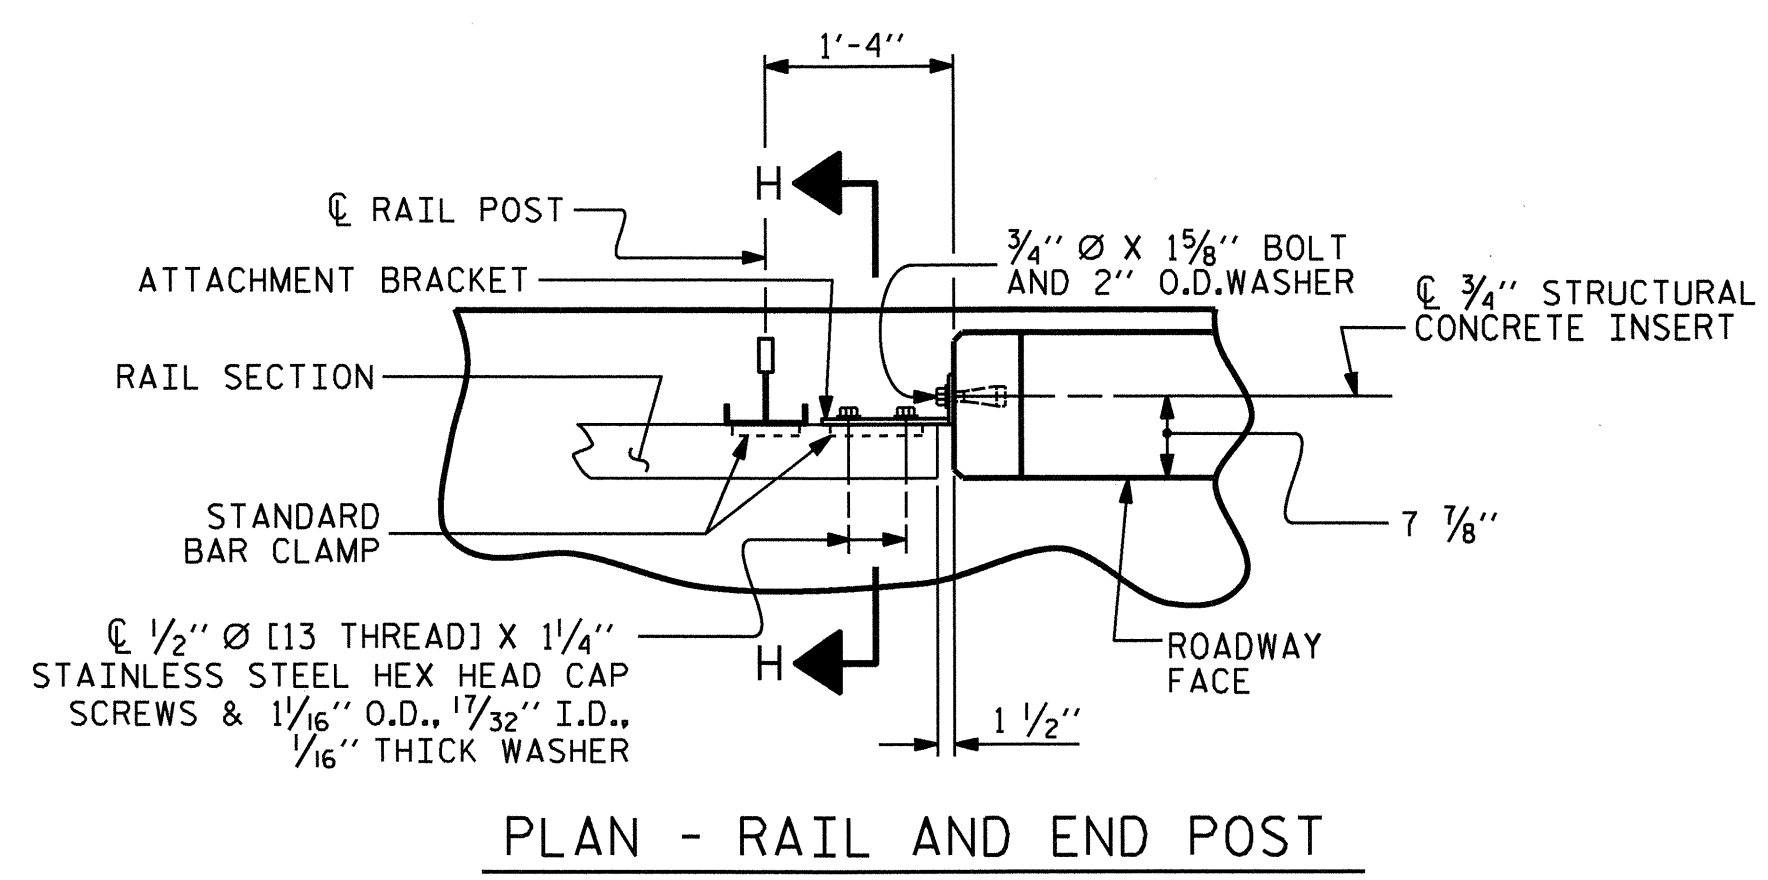 1'-4"
H
℄ RAIL POST
3/4" Ø X 1 5/8" BOLT
AND 2" O.D.WASHER
ATTACHMENT BRACKET
℄ 3/4" STRUCTURAL
CONCRETE INSERT
RAIL SECTION
STANDARD
BAR CLAMP
7 7/8"
℄ 1/2" Ø [13 THREAD] X 1 1/4"
STAINLESS STEEL HEX HEAD CAP
SCREWS & 1 1/16" O.D., 17/32" I.D.,
1/16" THICK WASHER
H
ROADWAY
FACE
1 1/2"
PLAN - RAIL AND END POST